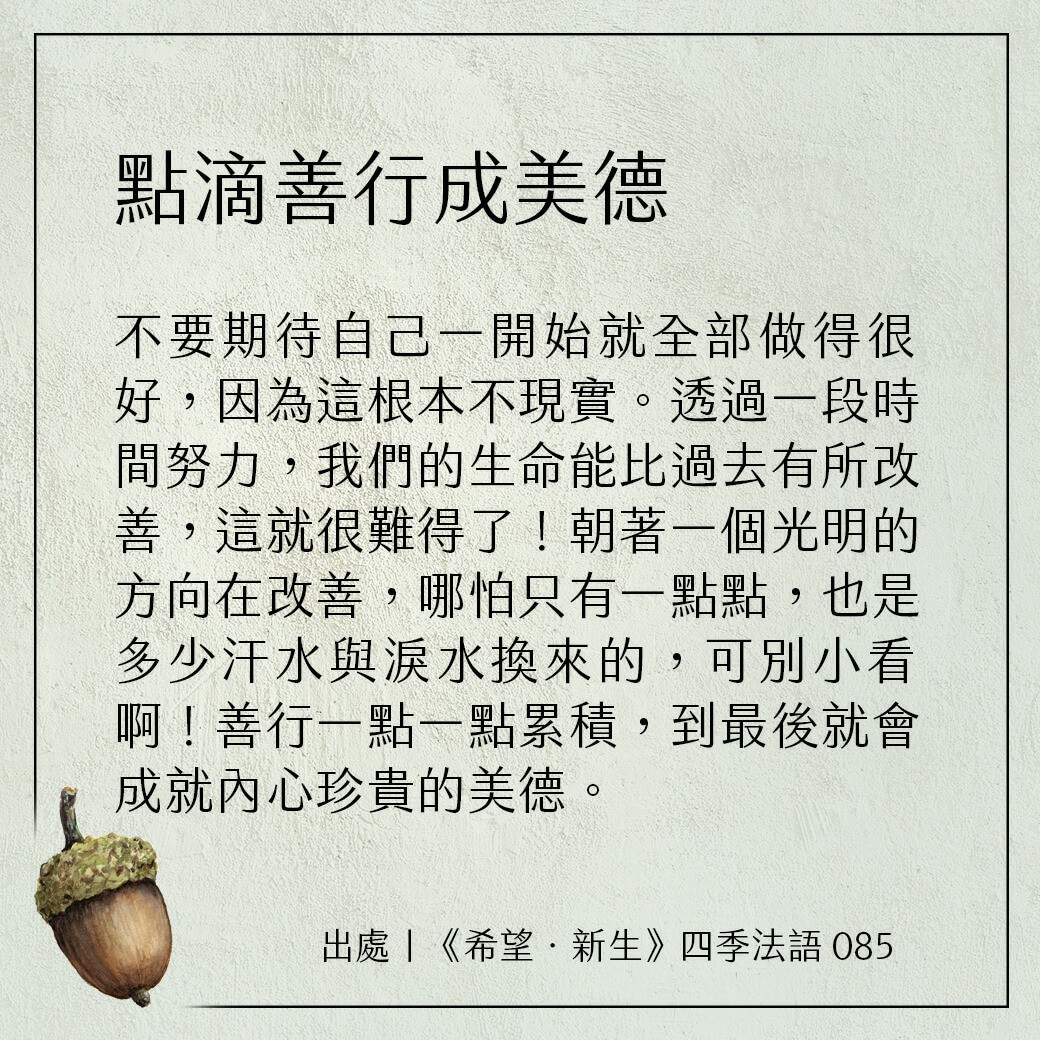 點滴善行成美德
不要期待自己一開始就全部做得很
好，因為這根本不現實。透過一段時
間努力，我們的生命能比過去有所改
善，這就很難得了！朝著一個光明的
方向在改善，哪怕只有一點點，也是
多少汗水與淚水換來的，可別小看
啊！善行一點一點累積，到最後就會
成就內心珍貴的美德。
出處｜《希望．新生》四季法語 085